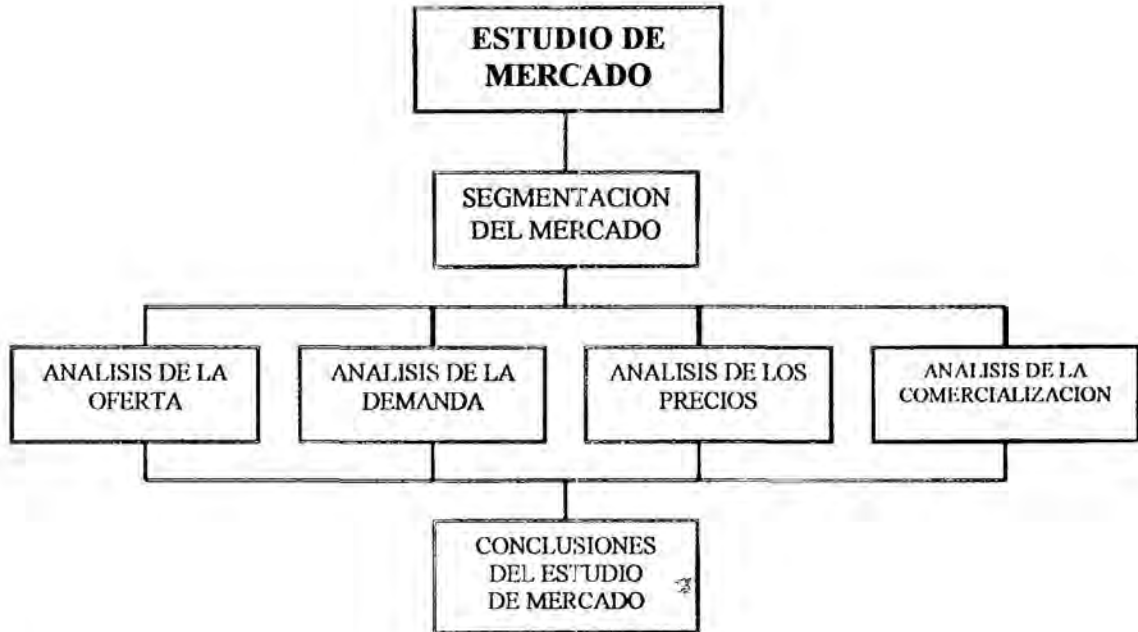 ESTUDIO DE
MERCADO
SEGMENTACION
DEL MERCADO
ANALISIS DE LA
OFERTA
ANALISIS DE LA
DEMANDA
ANALISIS DE LOS
PRECIOS
ANALISIS DE LA
COMERCIALIZACION
CONCLUSIONES
DEL ESTUDIO
DE MERCADO